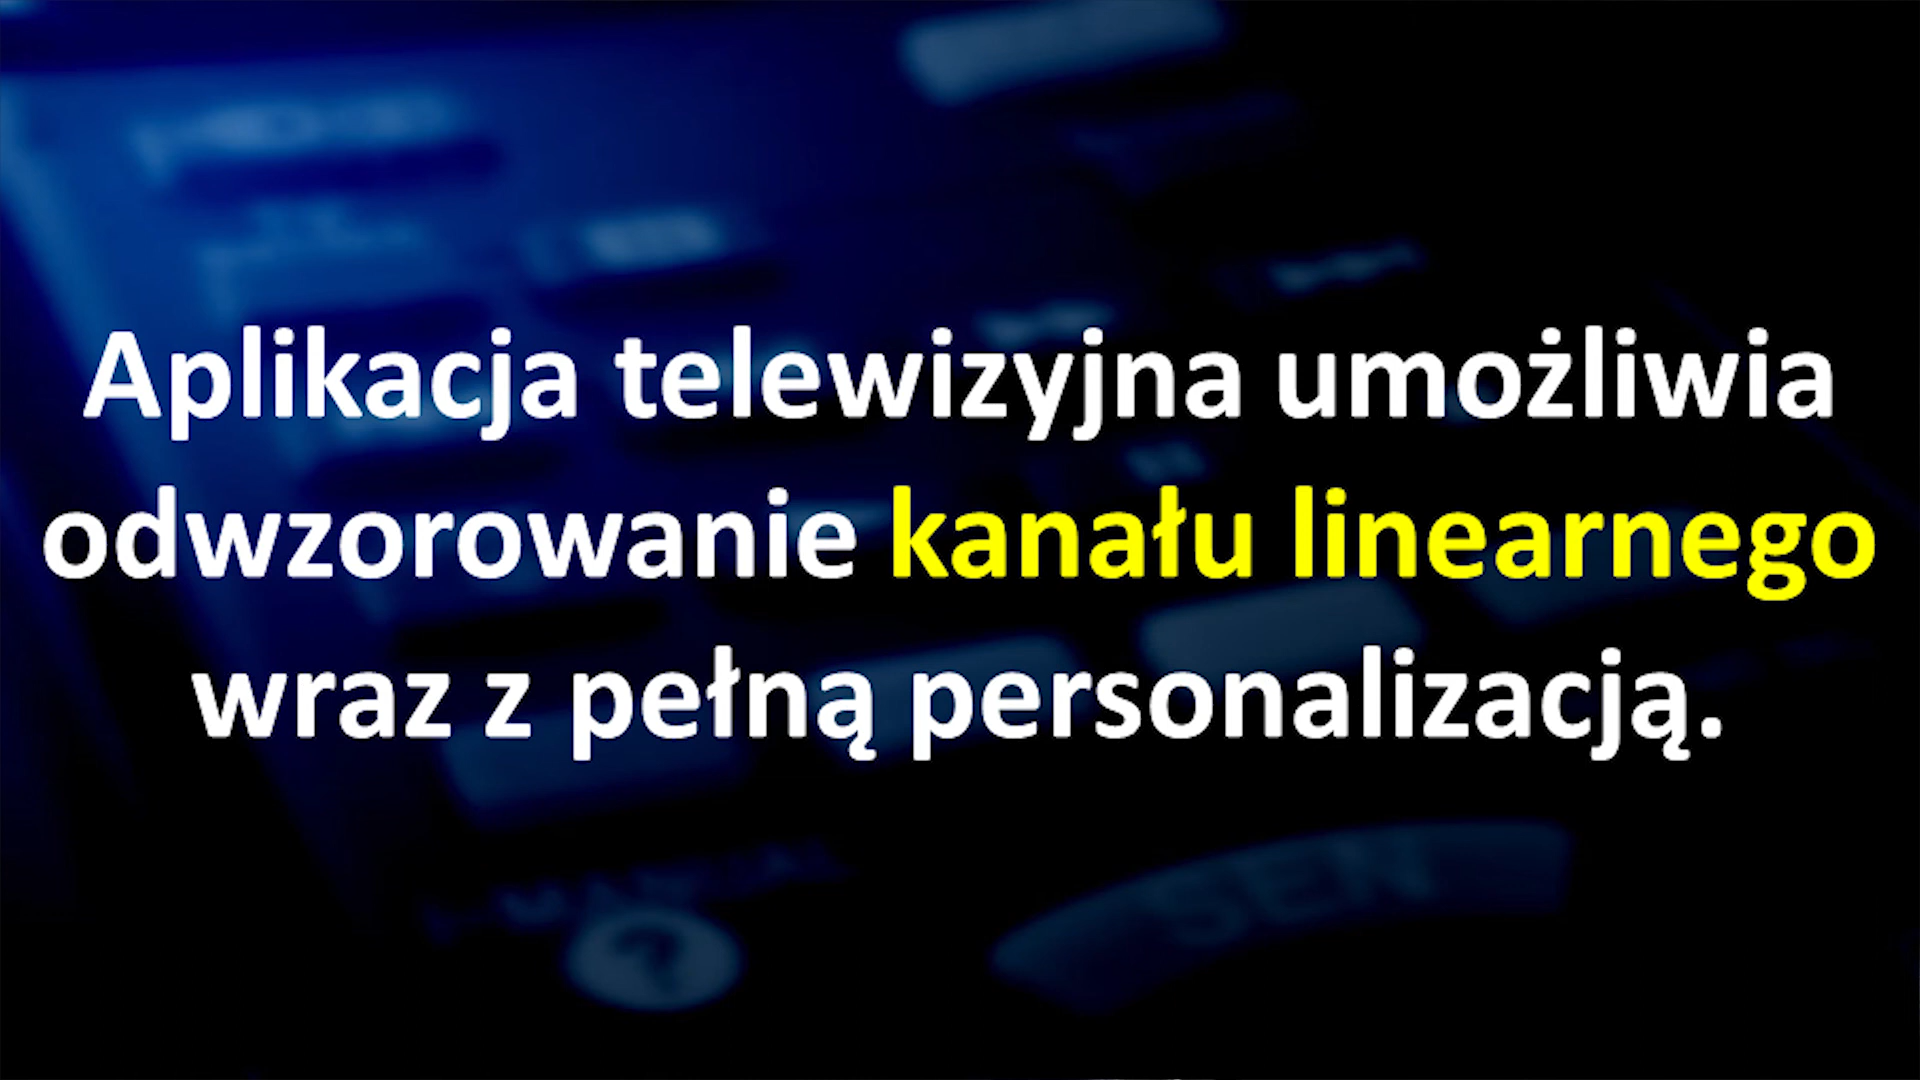 Aplikacja telewizyjna umożliwia
odwzorowanie kanału linearnego
wraz z pełną personalizacją.